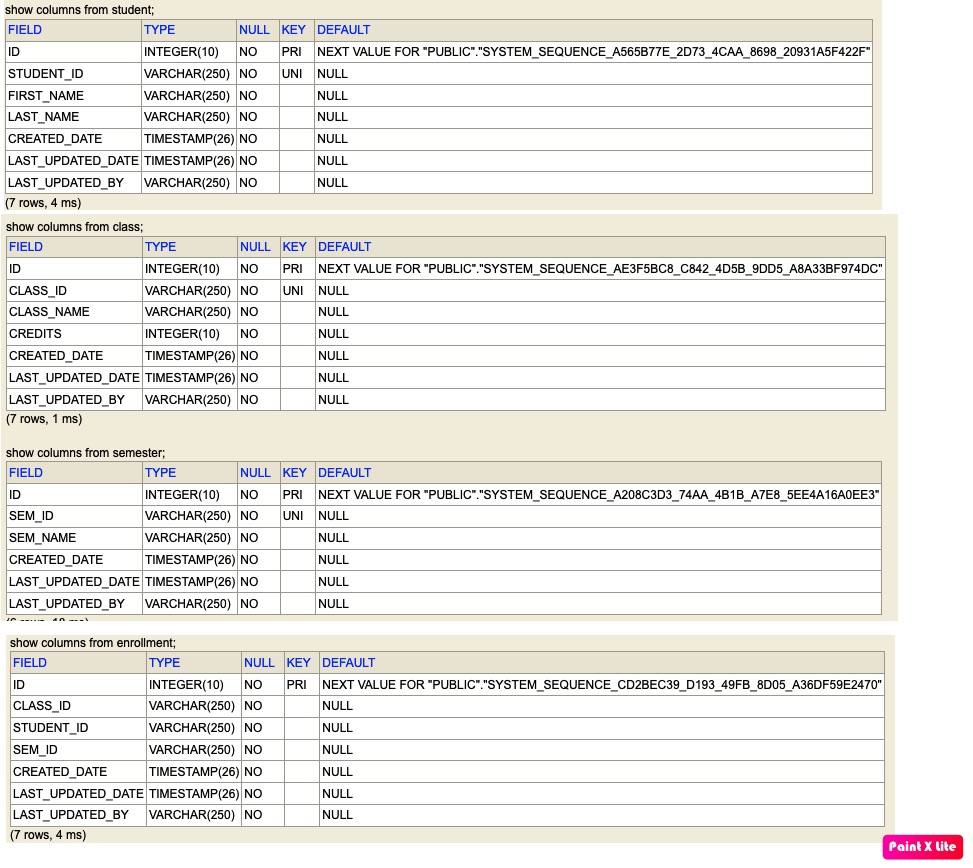 show columns from student;
FIELD TYPE NULL KEY DEFAULT
ID INTEGER(10) NO PRI NEXT VALUE FOR "PUBLIC"."SYSTEM_SEQUENCE_A565B77E_2D73_4CAA_8698_20931A5F422F"
STUDENT_ID VARCHAR(250) NO UNI NULL
FIRST_NAME VARCHAR(250) NO NULL
LAST_NAME VARCHAR(250) NO NULL
CREATED_DATE TIMESTAMP(26) NO NULL
LAST_UPDATED_DATE TIMESTAMP(26) NO NULL
LAST_UPDATED_BY VARCHAR(250) NO NULL
(7 rows, 4 ms)
show columns from class;
FIELD TYPE NULL KEY DEFAULT
ID INTEGER(10) NO PRI NEXT VALUE FOR "PUBLIC"."SYSTEM_SEQUENCE_AE3F5BC8_C842_4D5B_9DD5_A8A33BF974DC"
CLASS_ID VARCHAR(250) NO UNI NULL
CLASS_NAME VARCHAR(250) NO NULL
CREDITS INTEGER(10) NO NULL
CREATED_DATE TIMESTAMP(26) NO NULL
LAST_UPDATED_DATE TIMESTAMP(26) NO NULL
LAST_UPDATED_BY VARCHAR(250) NO NULL
(7 rows, 1 ms)
show columns from semester;
FIELD TYPE NULL KEY DEFAULT
ID INTEGER(10) NO PRI NEXT VALUE FOR "PUBLIC"."SYSTEM_SEQUENCE_A208C3D3_74AA_4B1B_A7E8_5EE4A16A0EE3"
SEM_ID VARCHAR(250) NO UNI NULL
SEM_NAME VARCHAR(250) NO NULL
CREATED_DATE TIMESTAMP(26) NO NULL
LAST_UPDATED_DATE TIMESTAMP(26) NO NULL
LAST_UPDATED_BY VARCHAR(250) NO NULL
show columns from enrollment;
FIELD TYPE NULL KEY DEFAULT
ID INTEGER(10) NO PRI NEXT VALUE FOR "PUBLIC"."SYSTEM_SEQUENCE_CD2BEC39_D193_49FB_8D05_A36DF59E2470"
CLASS_ID VARCHAR(250) NO NULL
STUDENT_ID VARCHAR(250) NO NULL
SEM_ID VARCHAR(250) NO NULL
CREATED_DATE TIMESTAMP(26) NO NULL
LAST_UPDATED_DATE TIMESTAMP(26) NO NULL
LAST_UPDATED_BY VARCHAR(250) NO NULL
(7 rows, 4 ms)
Paint X Lite